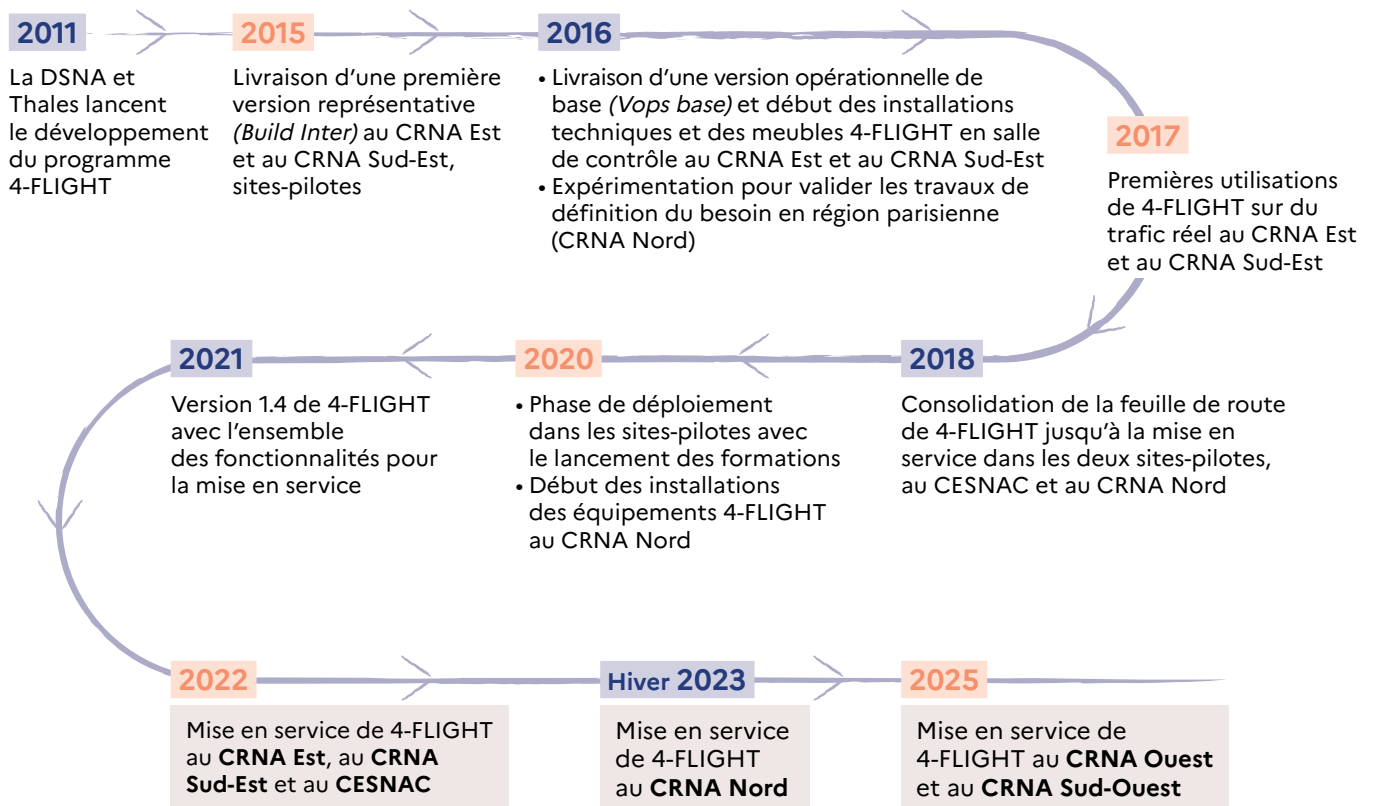 2011
La DSNA et
Thales lancent
le développement
du programme
4-FLIGHT
2015
Livraison d’une première
version représentative
(Build Inter) au CRNA Est
et au CRNA Sud-Est,
sites-pilotes
2016
• Livraison d’une version opérationnelle de
base (Vops base) et début des installations
techniques et des meubles 4-FLIGHT en salle
de contrôle au CRNA Est et au CRNA Sud-Est
• Expérimentation pour valider les travaux de
définition du besoin en région parisienne
(CRNA Nord)
2017
Premières utilisations
de 4-FLIGHT sur du
trafic réel au CRNA Est
et au CRNA Sud-Est
2018
Consolidation de la feuille de route
de 4-FLIGHT jusqu’à la mise en
service dans les deux sites-pilotes,
au CESNAC et au CRNA Nord
2020
• Phase de déploiement
dans les sites-pilotes avec
le lancement des formations
• Début des installations
des équipements 4-FLIGHT
au CRNA Nord
2021
Version 1.4 de 4-FLIGHT
avec l’ensemble
des fonctionnalités pour
la mise en service
2022
Mise en service de 4-FLIGHT
au CRNA Est, au CRNA
Sud-Est et au CESNAC
Hiver 2023
Mise en service
de 4-FLIGHT
au CRNA Nord
2025
Mise en service de
4-FLIGHT au CRNA Ouest
et au CRNA Sud-Ouest